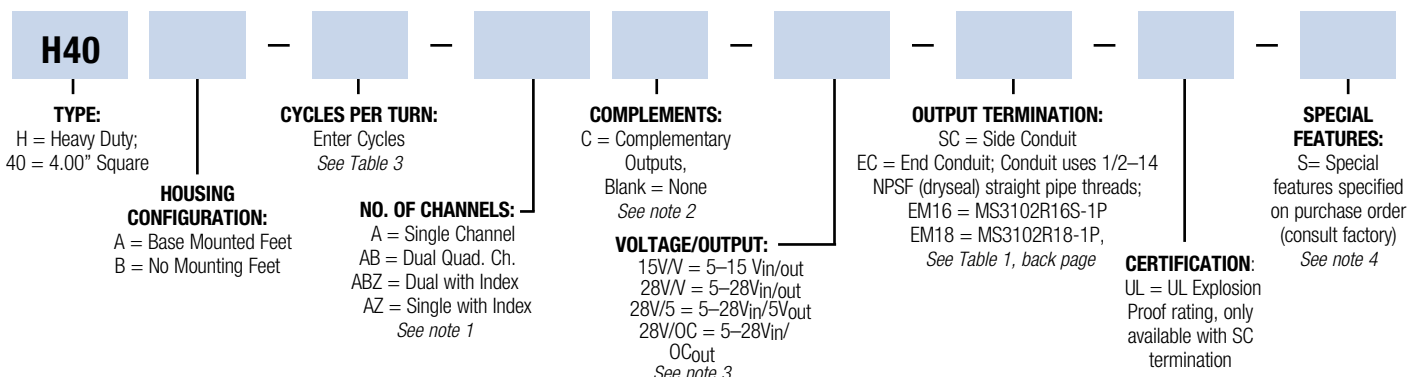 H40 – – – – – – –
TYPE:
H = Heavy Duty;
40 = 4.00” Square
HOUSING
CONFIGURATION:
A = Base Mounted Feet
B = No Mounting Feet
CYCLES PER TURN:
Enter Cycles
See Table 3
NO. OF CHANNELS:
A = Single Channel
AB = Dual Quad. Ch.
ABZ = Dual with Index
AZ = Single with Index
See note 1
COMPLEMENTS:
C = Complementary
Outputs,
Blank = None
See note 2
VOLTAGE/OUTPUT:
15V/V = 5–15 Vin/out
28V/V = 5–28Vin/out
28V/5 = 5–28Vin/5Vout
28V/OC = 5–28Vin/
OCout
See note 3
OUTPUT TERMINATION:
SC = Side Conduit
EC = End Conduit; Conduit uses 1/2–14
NPSF (dryseal) straight pipe threads;
EM16 = MS3102R16S-1P
EM18 = MS3102R18-1P,
See Table 1, back page
CERTIFICATION:
UL = UL Explosion
Proof rating, only
available with SC
termination
SPECIAL
FEATURES:
S= Special
features specified
on purchase order
(consult factory)
See note 4